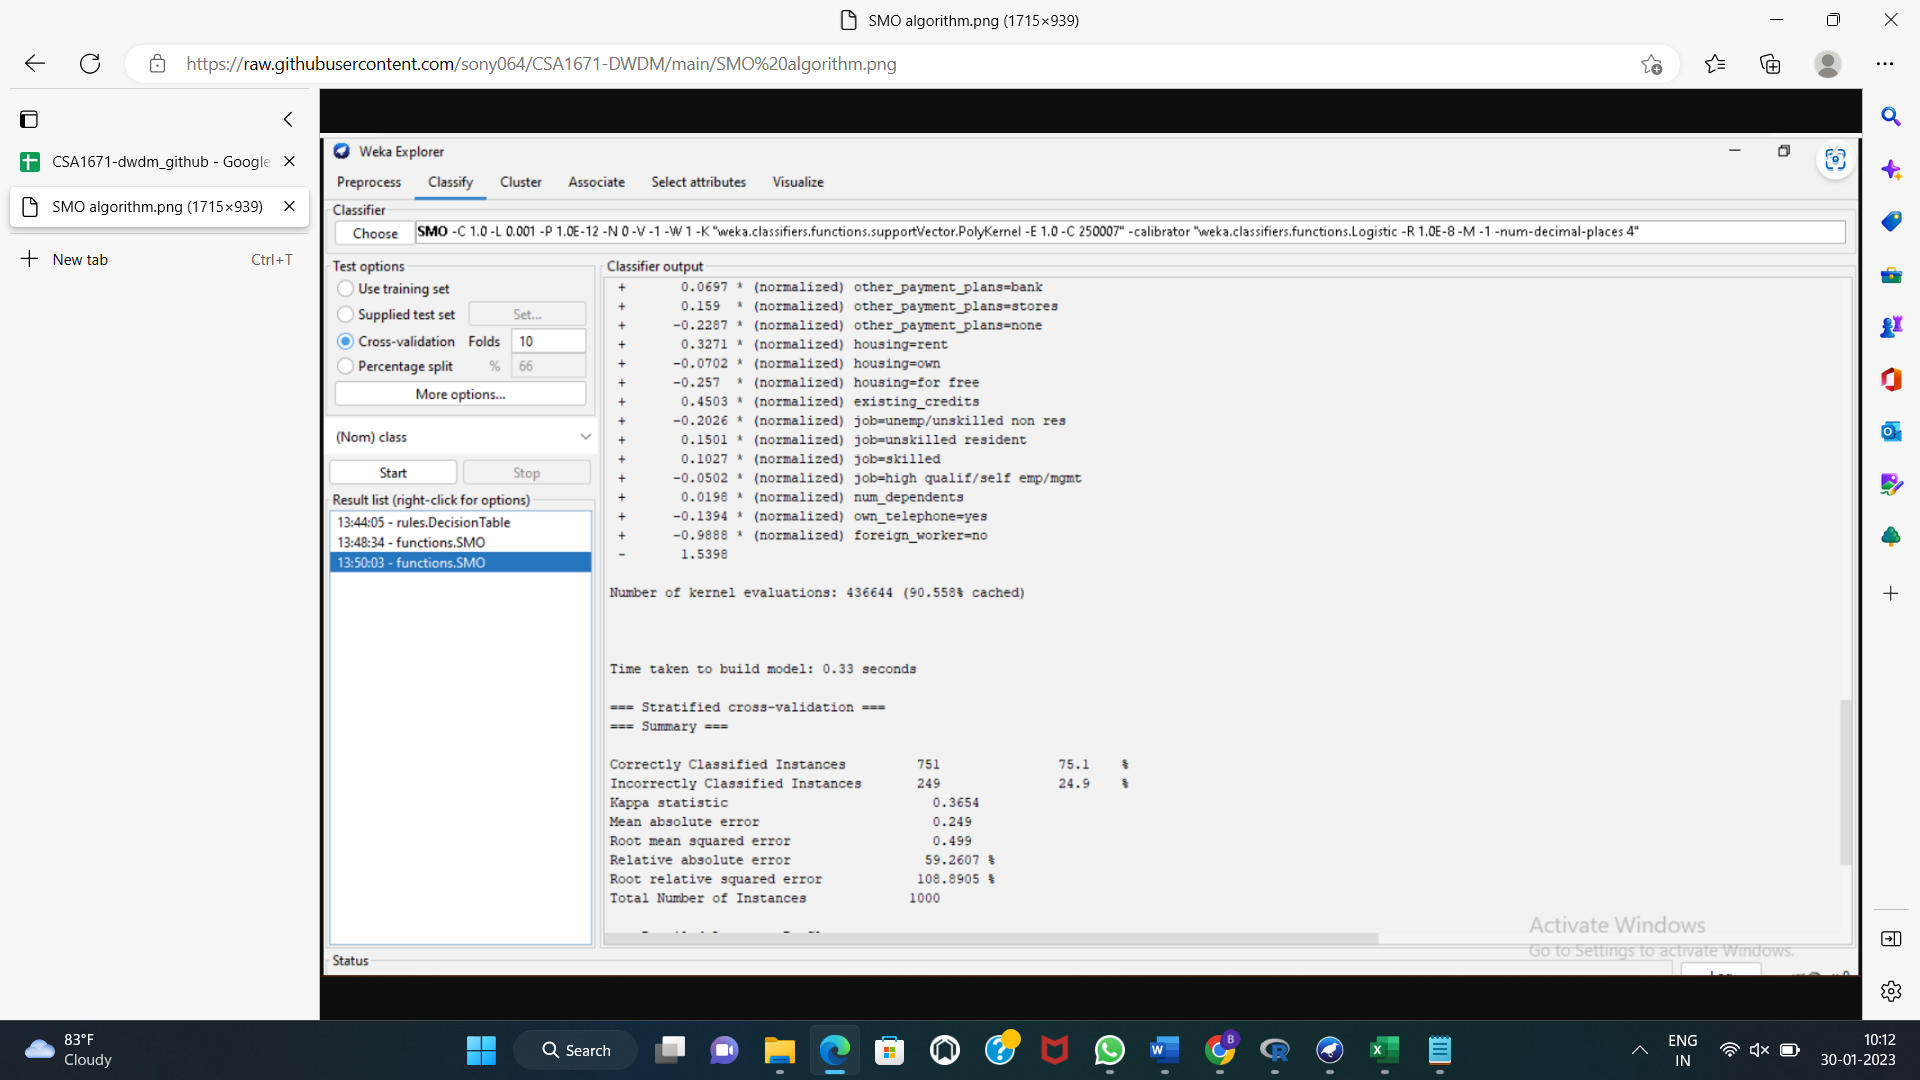 SMO algorithm.png (1715×939)
https://raw.githubusercontent.com/sony064/CSA1671-DWDM/main/SMO%20algorithm.png
CSA1671-dwdm_github - Google
SMO algorithm.png (1715×939)
New tab Ctrl+T
Weka Explorer
Preprocess Classify Cluster Associate Select attributes Visualize
Classifier
Choose SMO -C 1.0 -L 0.001 -P 1.0E-12 -N 0 -V -1 -W 1 -K "weka.classifiers.functions.supportVector.PolyKernel -E 1.0 -C 250007" -calibrator "weka.classifiers.functions.Logistic -R 1.0E-8 -M -1 -num-decimal-places 4"
Test options
Use training set
Supplied test set Set...
Cross-validation Folds 10
Percentage split % 66
More options...
(Nom) class
Start Stop
Result list (right-click for options)
13:44:05 - rules.DecisionTable
13:48:34 - functions.SMO
13:50:03 - functions.SMO
Classifier output
+ 0.0697 * (normalized) other_payment_plans=bank
+ 0.159 * (normalized) other_payment_plans=stores
+ -0.2287 * (normalized) other_payment_plans=none
+ 0.3271 * (normalized) housing=rent
+ -0.0702 * (normalized) housing=own
+ -0.257 * (normalized) housing=for free
+ 0.4503 * (normalized) existing_credits
+ -0.2026 * (normalized) job=unemp/unskilled non res
+ 0.1501 * (normalized) job=unskilled resident
+ 0.1027 * (normalized) job=skilled
+ -0.0502 * (normalized) job=high qualif/self emp/mgmt
+ 0.0198 * (normalized) num_dependents
+ -0.1394 * (normalized) own_telephone=yes
+ -0.9888 * (normalized) foreign_worker=no
- 1.5398
Number of kernel evaluations: 436644 (90.558% cached)
Time taken to build model: 0.33 seconds
=== Stratified cross-validation ===
=== Summary ===
Correctly Classified Instances 751 75.1 %
Incorrectly Classified Instances 249 24.9 %
Kappa statistic 0.3654
Mean absolute error 0.249
Root mean squared error 0.499
Relative absolute error 59.2607 %
Root relative squared error 108.8905 %
Total Number of Instances 1000
Activate Windows
Go to Settings to activate Windows.
Status
83°F
Cloudy
Search
ENG
IN
10:12
30-01-2023